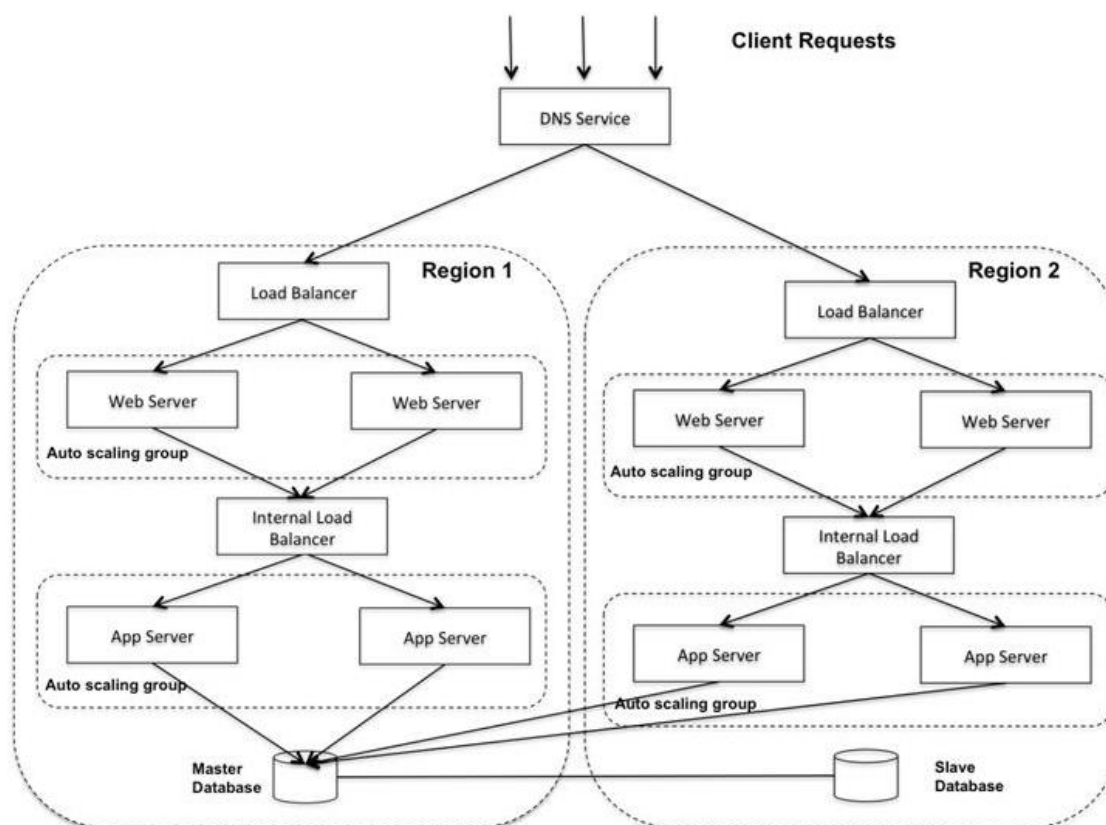 Client Requests
DNS Service
Region 1
Load Balancer
Web Server
Web Server
Auto scaling group
Internal Load
Balancer
App Server
App Server
Auto scaling group
Master
Database
Region 2
Load Balancer
Web Server
Web Server
Auto scaling group
Internal Load
Balancer
App Server
App Server
Auto scaling group
Slave
Database